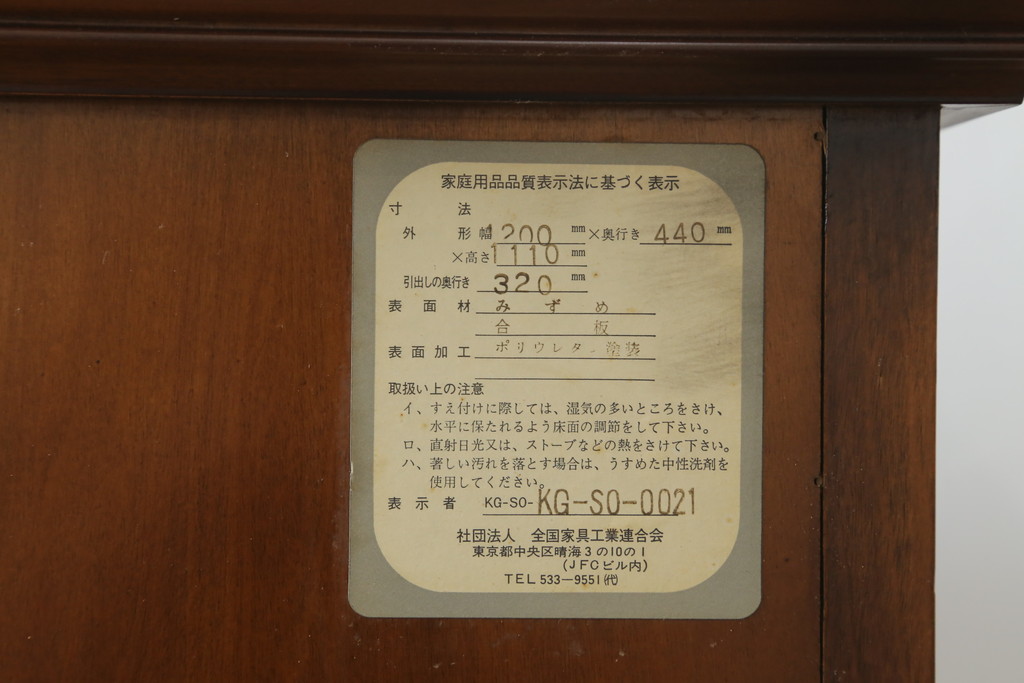 家庭用品品質表示法に基づく表示
寸法
外形 幅 1200 mm ×奥行き 440 mm
×高さ 1110 mm
引出しの奥行き 320 mm
表面材 みずめ
合板
表面加工 ポリウレタン塗装
取扱い上の注意
イ、すえ付けに際しては、湿気の多いところをさけ、
水平に保たれるよう床面の調節をして下さい。
ロ、直射日光又は、ストーブなどの熱をさけて下さい。
ハ、著しい汚れを落とす場合は、うすめた中性洗剤を
使用してください。
表示者 KG-SO- KG-SO-0021
社団法人 全国家具工業連合会
東京都中央区晴海3の10の1
(JFCビル内)
TEL 533-9551㈹